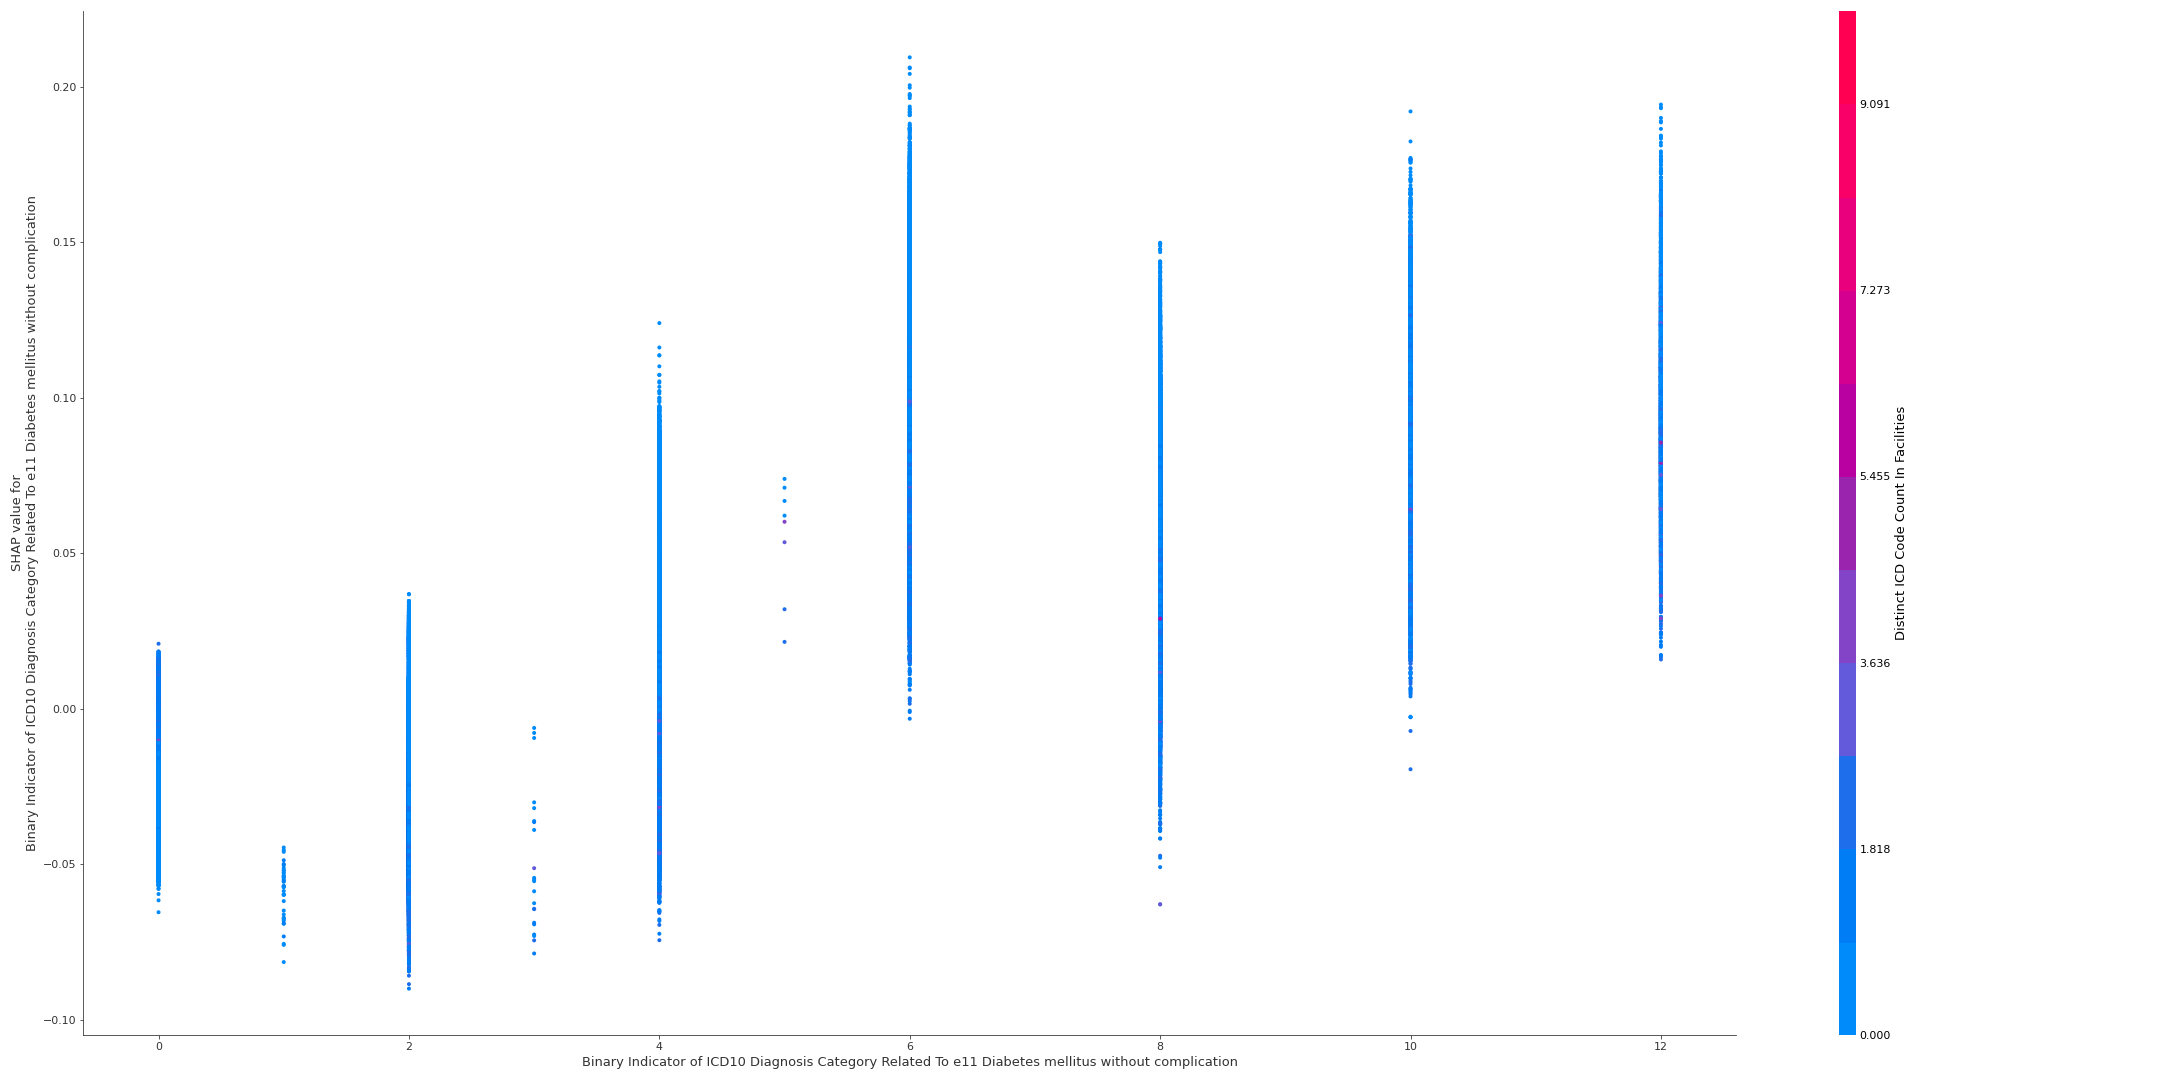 SHAP value for
Binary Indicator of ICD10 Diagnosis Category Related To e11 Diabetes mellitus without complication
0.20
0.15
0.10
0.05
0.00
−0.05
−0.10
0 2 4 6 8 10 12
Binary Indicator of ICD10 Diagnosis Category Related To e11 Diabetes mellitus without complication
9.091
7.273
5.455
3.636
1.818
0.000
Distinct ICD Code Count In Facilities